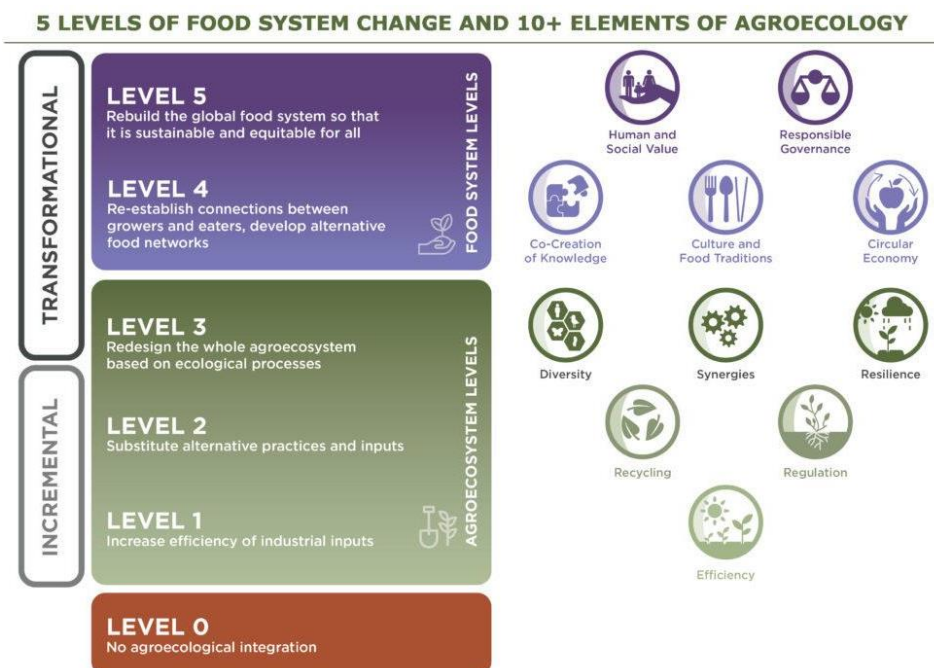 5 LEVELS OF FOOD SYSTEM CHANGE AND 10+ ELEMENTS OF AGROECOLOGY
TRANSFORMATIONAL
INCREMENTAL
LEVEL 5
Rebuild the global food system so that
it is sustainable and equitable for all
LEVEL 4
Re-establish connections between
growers and eaters, develop alternative
food networks
FOOD SYSTEM LEVELS
LEVEL 3
Redesign the whole agroecosystem
based on ecological processes
LEVEL 2
Substitute alternative practices and inputs
LEVEL 1
Increase efficiency of industrial inputs
AGROECOSYSTEM LEVELS
LEVEL 0
No agroecological integration
Human and
Social Value
Responsible
Governance
Co-Creation
of Knowledge
Culture and
Food Traditions
Circular
Economy
Diversity
Synergies
Resilience
Recycling
Regulation
Efficiency